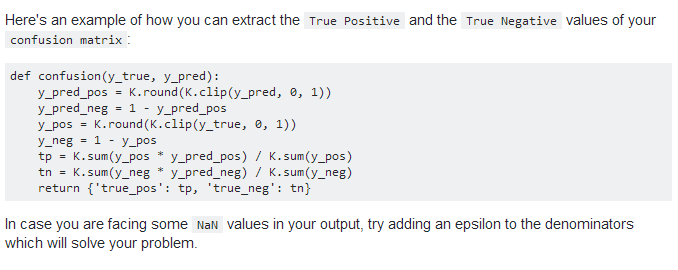 Here's an example of how you can extract the True Positive and the True Negative values of your
confusion matrix :
def confusion(y_true, y_pred):
    y_pred_pos = K.round(K.clip(y_pred, 0, 1))
    y_pred_neg = 1 - y_pred_pos
    y_pos = K.round(K.clip(y_true, 0, 1))
    y_neg = 1 - y_pos
    tp = K.sum(y_pos * y_pred_pos) / K.sum(y_pos)
    tn = K.sum(y_neg * y_pred_neg) / K.sum(y_neg)
    return {'true_pos': tp, 'true_neg': tn}
In case you are facing some NaN values in your output, try adding an epsilon to the denominators
which will solve your problem.